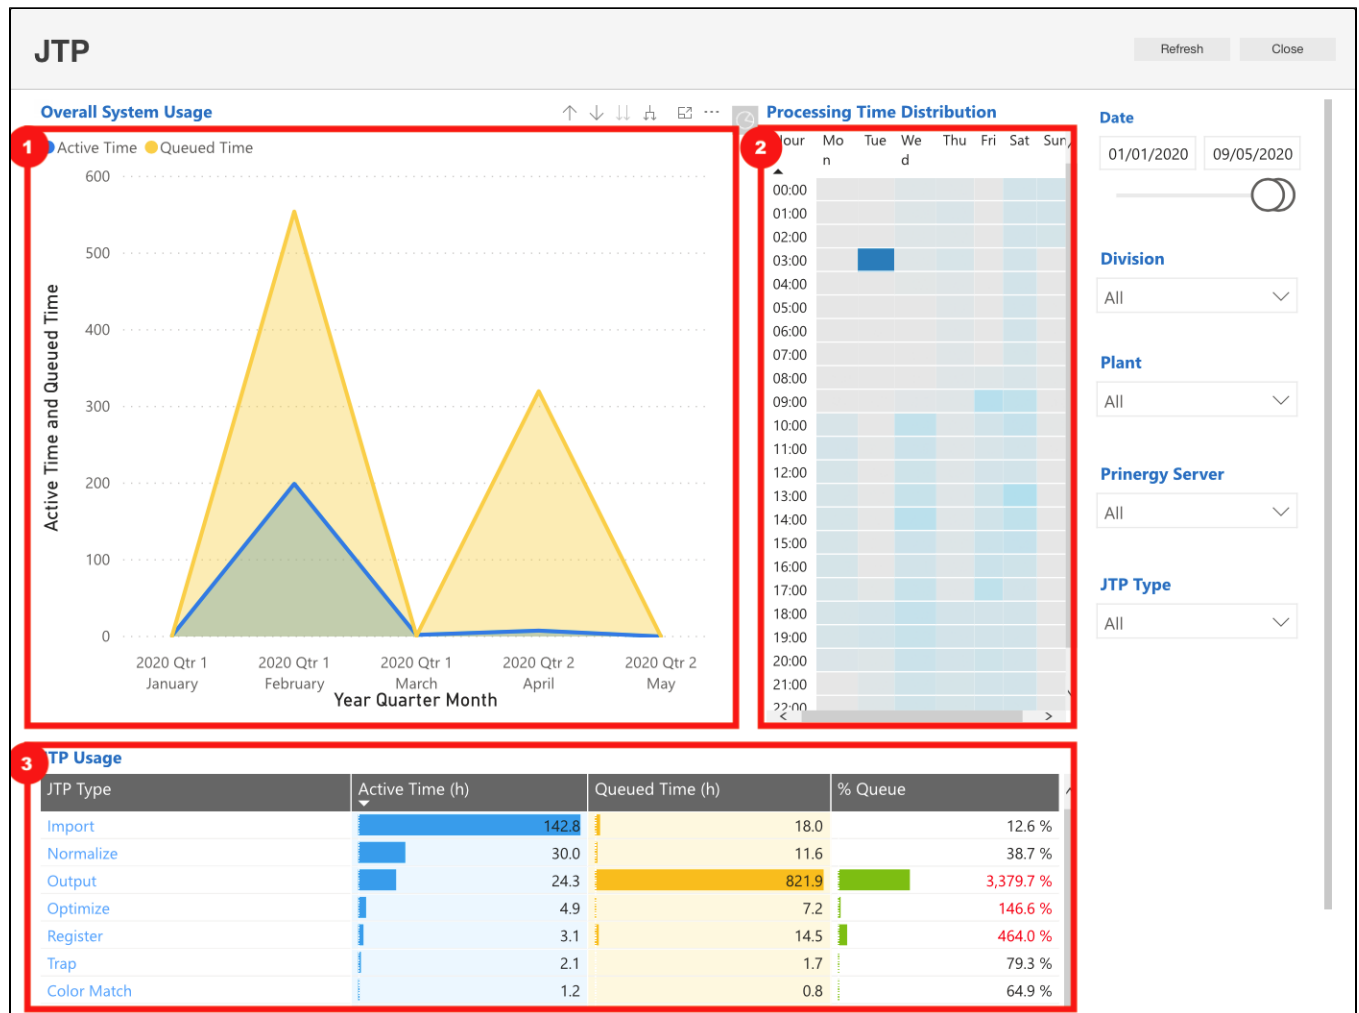 JTP
Refresh Close
Overall System Usage
1
Active Time Queued Time
600
500
400
300
200
100
0
Active Time and Queued Time
2020 Qtr 1 2020 Qtr 1 2020 Qtr 1 2020 Qtr 2 2020 Qtr 2
January February March April May
Year Quarter Month
Processing Time Distribution
2
our Mo Tue We Thu Fri Sat Sun
n d
00:00
01:00
02:00
03:00
04:00
05:00
06:00
07:00
08:00
09:00
10:00
11:00
12:00
13:00
14:00
15:00
16:00
17:00
18:00
19:00
20:00
21:00
22:00
Date
01/01/2020 09/05/2020
Division
All
Plant
All
Prinergy Server
All
JTP Type
All
3
TP Usage
JTP Type Active Time (h) Queued Time (h) % Queue
Import 142.8 18.0 12.6 %
Normalize 30.0 11.6 38.7 %
Output 24.3 821.9 3,379.7 %
Optimize 4.9 7.2 146.6 %
Register 3.1 14.5 464.0 %
Trap 2.1 1.7 79.3 %
Color Match 1.2 0.8 64.9 %